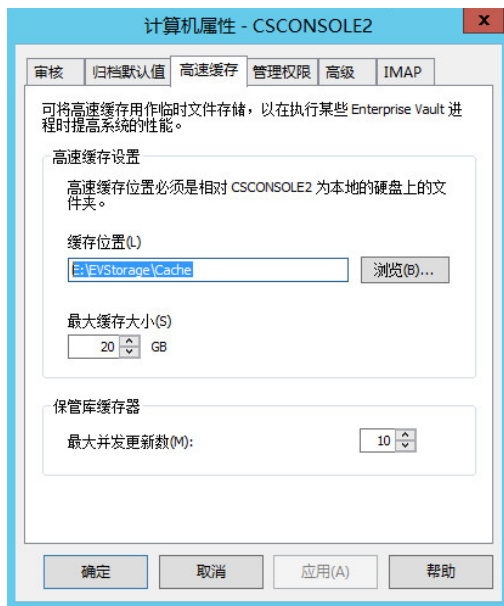 计算机属性 - CSCONSOLE2
x
审核 归档默认值 高速缓存 管理权限 高级 IMAP
可将高速缓存用作临时文件存储，以在执行某些 Enterprise Vault 进
程时提高系统的性能。
高速缓存设置
高速缓存位置必须是相对 CSCONSOLE2 为本地的硬盘上的文
件夹。
缓存位置(L)
E:\EVStorage\Cache 浏览(B)...
最大缓存大小(S)
20 GB
保管库缓存器
最大并发更新数(M): 10
确定 取消 应用(A) 帮助